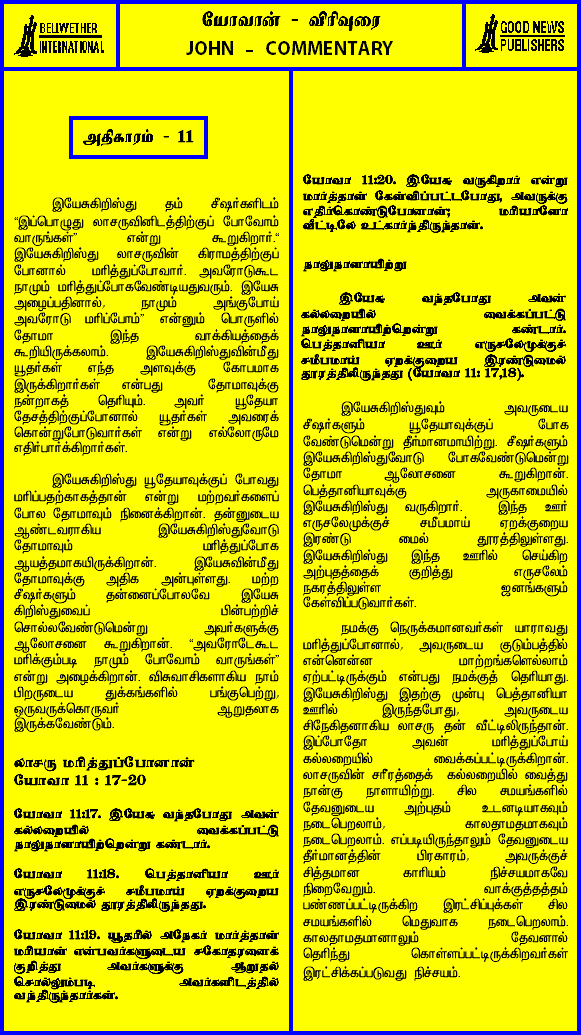 BELWETHER
INTERNATIONAL
யோவான் - விரிவுரை
JOHN - COMMENTARY
GOOD NEWS
PUBLISHERS
அதிகாரம் - 11
இயேசுகிறிஸ்து தம் சீஷர்களிடம்
“இப்பொழுது லாசருவினிடத்திற்குப் போவோம்
வாருங்கள்” என்று கூறுகிறார்.“
இயேசுகிறிஸ்து லாசருவின் கிராமத்திற்குப்
போனால் மரித்துப்போவார். அவரோடுகூட
நாமும் மரித்துப்போகவேண்டியதுவரும். இயேசு
அழைப்பதினால், நாமும் அங்குபோய்
அவரோடு மரிப்போம்” என்னும் பொருளில்
தோமா இந்த வாக்கியத்தைக்
கூறியிருக்கலாம். இயேசுகிறிஸ்துவின்மீது
யூதர்கள் எந்த அளவுக்கு கோபமாக
இருக்கிறார்கள் என்பது தோமாவுக்கு
நன்றாகத் தெரியும். அவர் யூதேயா
தேசத்திற்குப்போனால் யூதர்கள் அவரைக்
கொன்றுபோடுவார்கள் என்று எல்லோருமே
எதிர்பார்க்கிறார்கள்.
இயேசுகிறிஸ்து யூதேயாவுக்குப் போவது
மரிப்பதற்காகத்தான் என்று மற்றவர்களைப்
போல தோமாவும் நினைக்கிறான். தன்னுடைய
ஆண்டவராகிய இயேசுகிறிஸ்துவோடு
தோமாவும் மரித்துப்போக
ஆயத்தமாகயிருக்கிறான். இயேசுவின்மீது
தோமாவுக்கு அதிக அன்புள்ளது. மற்ற
சீஷர்களும் தன்னைப்போலவே இயேசு
கிறிஸ்துவைப் பின்பற்றிச்
சொல்லவேண்டுமென்று அவர்களுக்கு
ஆலோசனை கூறுகிறான். “அவரோடேகூட
மரிக்கும்படி நாமும் போவோம் வாருங்கள்”
என்று அழைக்கிறான். விசுவாசிகளாகிய நாம்
பிறருடைய துக்கங்களில் பங்குபெற்று,
ஒருவருக்கொருவர் ஆறுதலாக
இருக்கவேண்டும்.
லாசரு மரித்துப்போனான்
யோவா 11 : 17-20
யோவா 11:17. இயேசு வந்தபோது அவன்
கல்லறையில் வைக்கப்பட்டு
நாலுநாளாயிற்றென்று கண்டார்.
யோவா 11:18. பெத்தானியா ஊர்
எருசலேமுக்குச் சமீபமாய் ஏறக்குறைய
இரண்டுமைல் தூரத்திலிருந்தது.
யோவா 11:19. யூதரில் அநேகர் மார்த்தாள்
மரியாள் என்பவர்களுடைய சகோதரனைக்
குறித்து அவர்களுக்கு ஆறுதல்
சொல்லும்படி அவர்களிடத்தில்
வந்திருந்தார்கள்.
யோவா 11:20. இயேசு வருகிறார் என்று
மார்த்தாள் கேள்விப்பட்டபோது, அவருக்கு
எதிர்கொண்டுபோனாள்; மரியாளோ
வீட்டிலே உட்கார்ந்திருந்தாள்.
நாலுநாளாயிற்று
இயேசு வந்தபோது அவன்
கல்லறையில் வைக்கப்பட்டு
நாலுநாளாயிற்றென்று கண்டார்.
பெத்தானியா ஊர் எருசலேமுக்குச்
சமீபமாய் ஏறக்குறைய இரண்டுமைல்
தூரத்திலிருந்தது (யோவா 11: 17,18).
இயேசுகிறிஸ்துவும் அவருடைய
சீஷர்களும் யூதேயாவுக்குப் போக
வேண்டுமென்று தீர்மானமாயிற்று. சீஷர்களும்
இயேசுகிறிஸ்துவோடு போகவேண்டுமென்று
தோமா ஆலோசனை கூறுகிறான்.
பெத்தானியாவுக்கு அருகாமையில்
இயேசுகிறிஸ்து வருகிறார். இந்த ஊர்
எருசலேமுக்குச் சமீபமாய் ஏறக்குறைய
இரண்டு மைல் தூரத்திலுள்ளது.
இயேசுகிறிஸ்து இந்த ஊரில் செய்கிற
அற்புதத்தைக் குறித்து எருசலேம்
நகரத்திலுள்ள ஜனங்களும்
கேள்விப்படுவார்கள்.
நமக்கு நெருக்கமானவர்கள் யாராவது
மரித்துப்போனால், அவருடைய குடும்பத்தில்
என்னென்ன மாற்றங்களெல்லாம்
ஏற்பட்டிருக்கும் என்பது நமக்குத் தெரியாது.
இயேசுகிறிஸ்து இதற்கு முன்பு பெத்தானியா
ஊரில் இருந்தபோது, அவருடைய
சிநேகிதனாகிய லாசரு தன் வீட்டிலிருந்தான்.
இப்போதோ அவன் மரித்துப்போய்
கல்லறையில் வைக்கப்பட்டிருக்கிறான்.
லாசருவின் சரீரத்தைக் கல்லறையில் வைத்து
நான்கு நாளாயிற்று. சில சமயங்களில்
தேவனுடைய அற்புதம் உடனடியாகவும்
நடைபெறலாம், காலதாமதமாகவும்
நடைபெறலாம். எப்படியிருந்தாலும் தேவனுடைய
தீர்மானத்தின் பிரகாரம், அவருக்குச்
சித்தமான காரியம் நிச்சயமாகவே
நிறைவேறும். வாக்குத்தத்தம்
பண்ணப்பட்டிருக்கிற இரட்சிப்புக்கள் சில
சமயங்களில் மெதுவாக நடைபெறலாம்.
காலதாமதமானாலும் தேவனால்
தெரிந்து கொள்ளப்பட்டிருக்கிறவர்கள்
இரட்சிக்கப்படுவது நிச்சயம்.